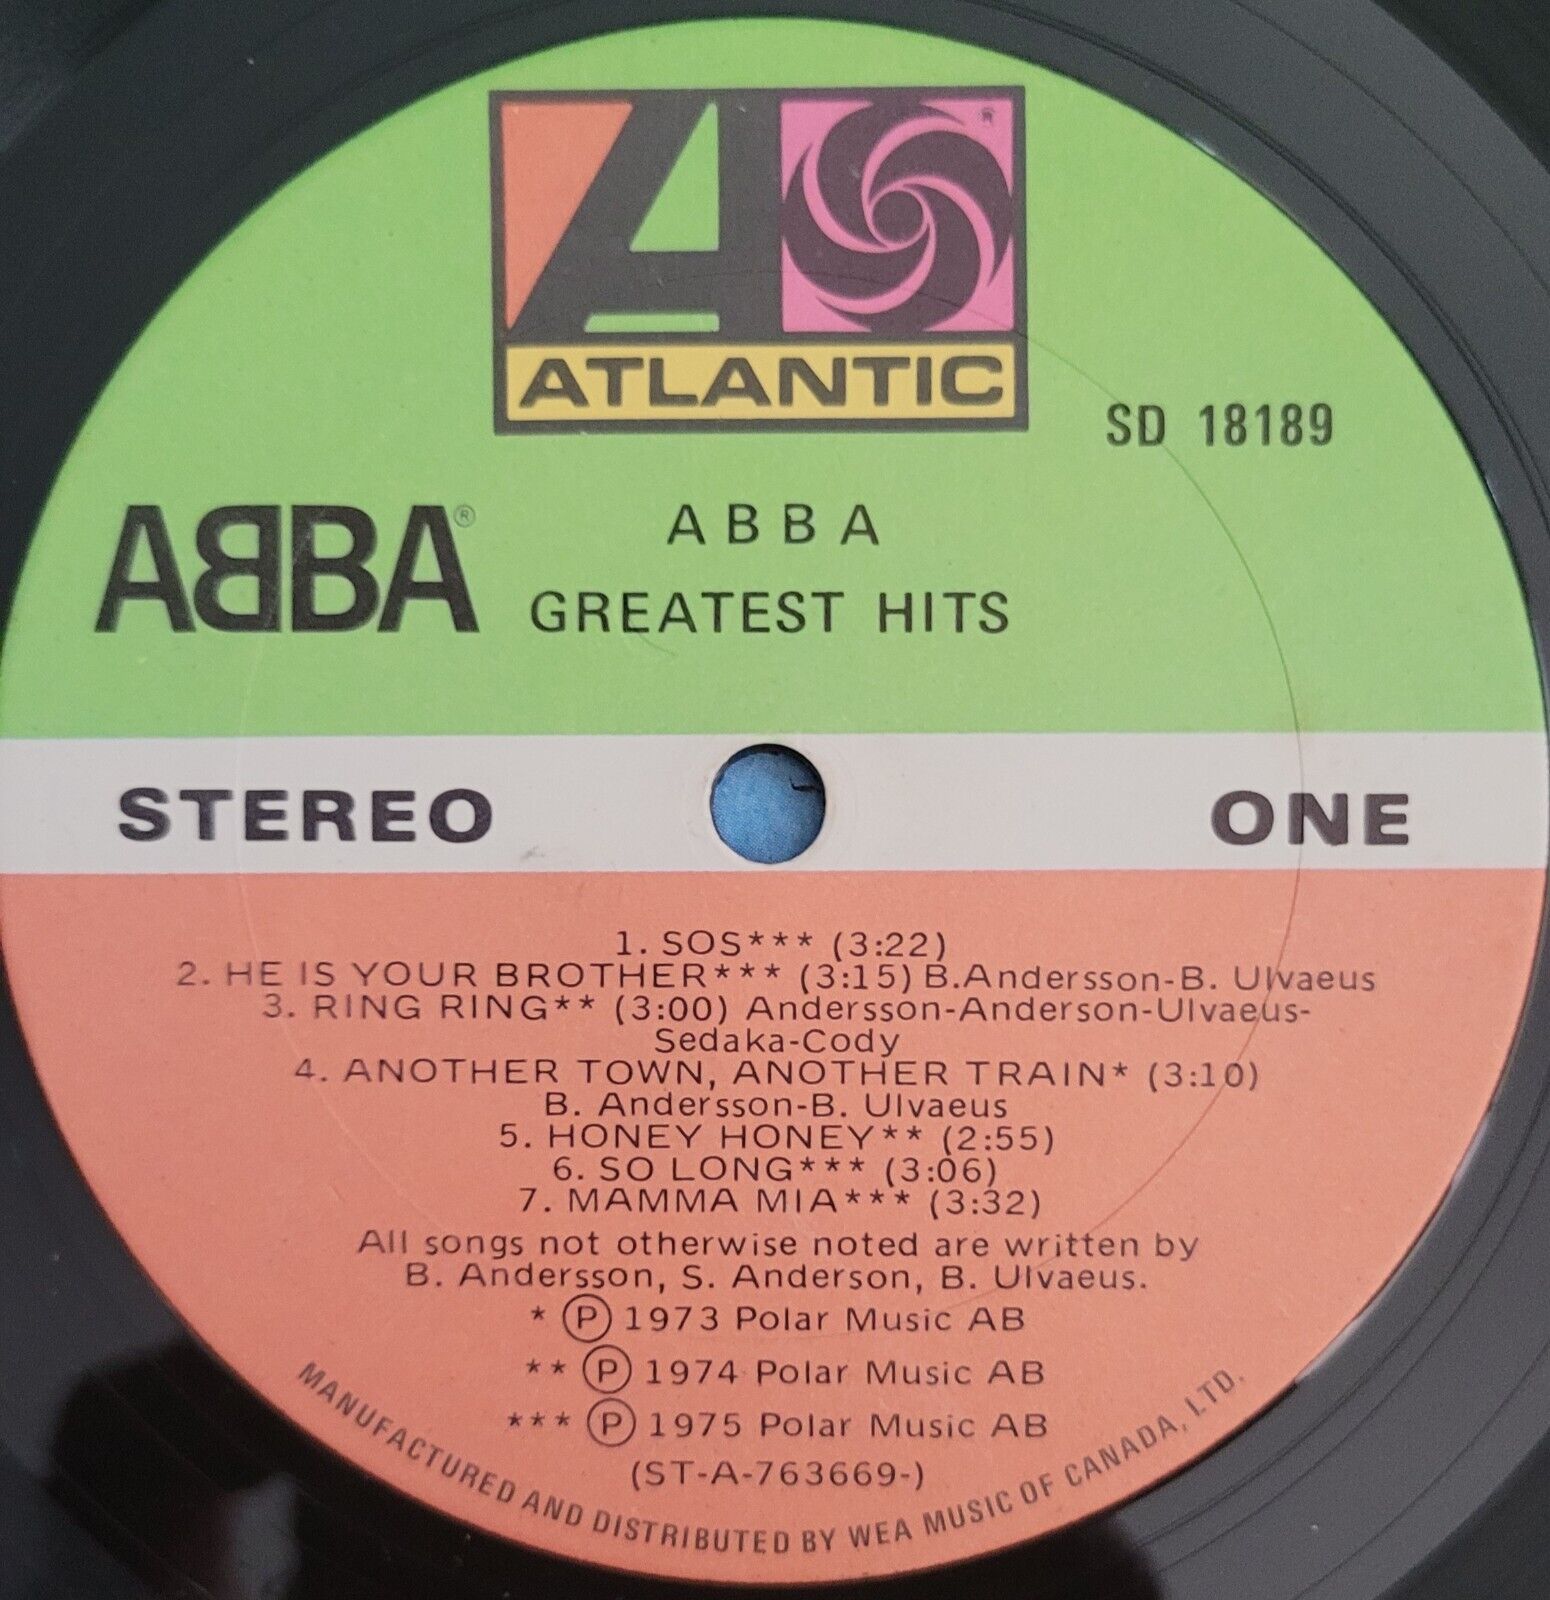 ®
ATLANTIC
SD 18189
ABBA®
ABBA
GREATEST HITS
STEREO
ONE
1. SOS*** (3:22)
2. HE IS YOUR BROTHER*** (3:15) B.Andersson-B. Ulvaeus
3. RING RING** (3:00) Andersson-Anderson-Ulvaeus-
Sedaka-Cody
4. ANOTHER TOWN, ANOTHER TRAIN* (3:10)
B. Andersson-B. Ulvaeus
5. HONEY HONEY** (2:55)
6. SO LONG*** (3:06)
7. MAMMA MIA*** (3:32)
All songs not otherwise noted are written by
B. Andersson, S. Anderson, B. Ulvaeus.
* Ⓟ 1973 Polar Music AB
** Ⓟ 1974 Polar Music AB
*** Ⓟ 1975 Polar Music AB
(ST-A-763669-)
MANUFACTURED AND DISTRIBUTED BY WEA MUSIC OF CANADA, LTD.